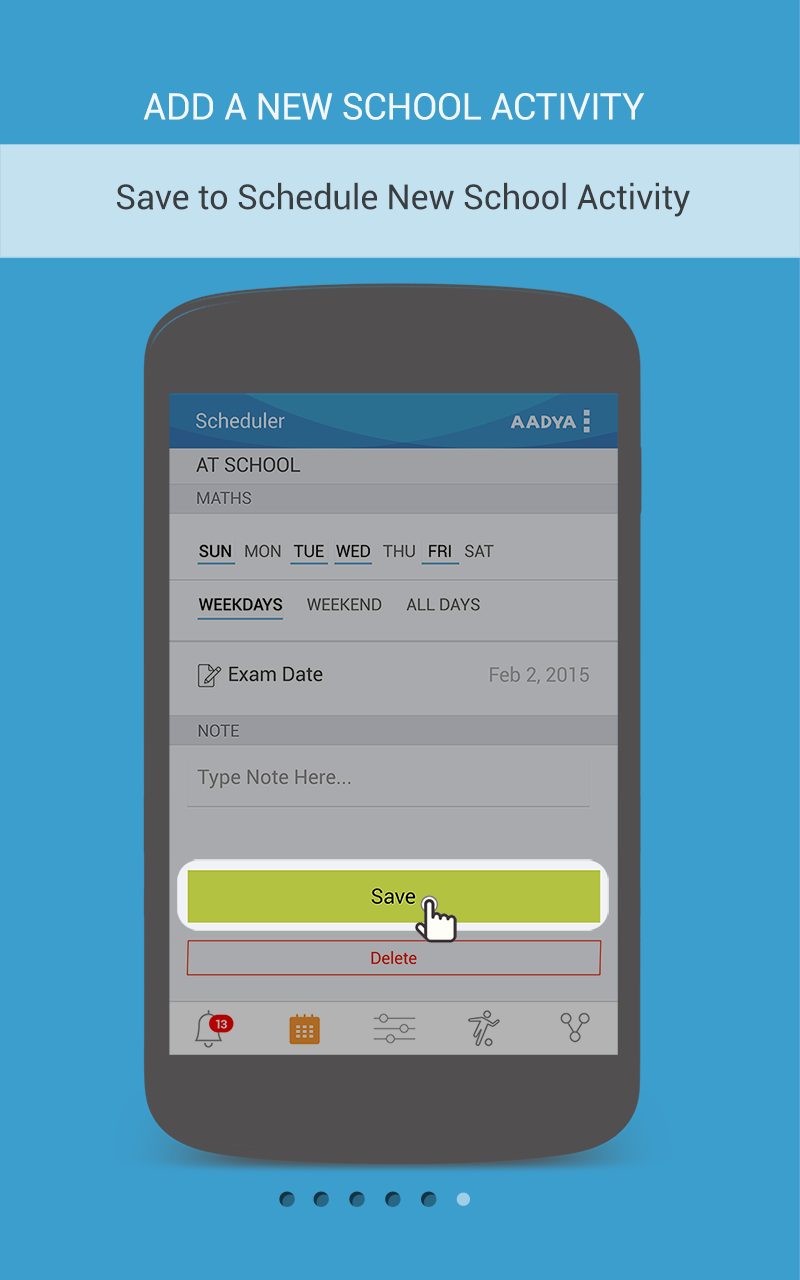 ADD A NEW SCHOOL ACTIVITY
Save to Schedule New School Activity
Scheduler AADYA
AT SCHOOL
MATHS
SUN MON TUE WED THU FRI SAT
WEEKDAYS WEEKEND ALL DAYS
Exam Date Feb 2, 2015
NOTE
Type Note Here...
Save
Delete
13